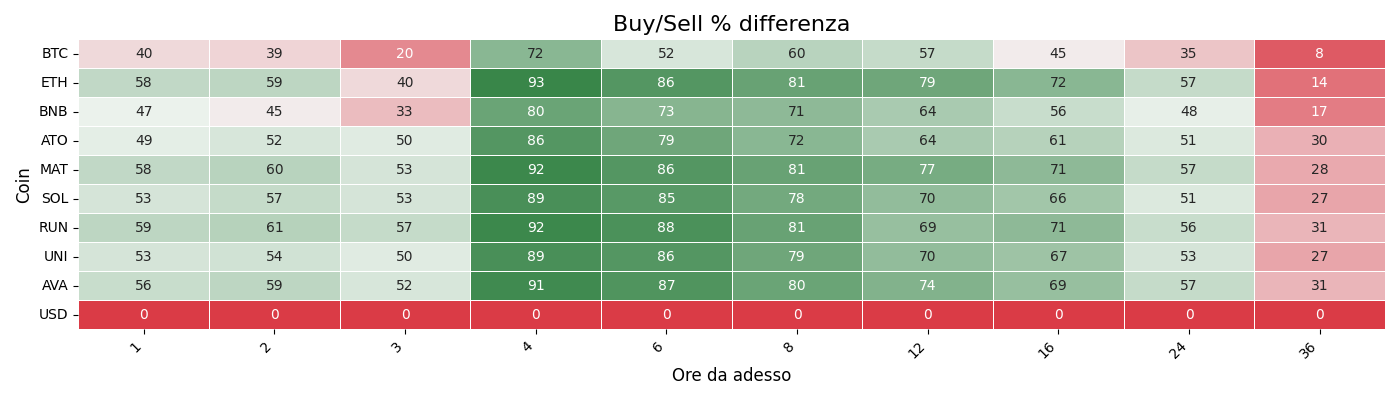 Buy/Sell % differenza
BTC 40 39 20 72 52 60 57 45 35 8
ETH 58 59 40 93 86 81 79 72 57 14
BNB 47 45 33 80 73 71 64 56 48 17
ATO 49 52 50 86 79 72 64 61 51 30
MAT 58 60 53 92 86 81 77 71 57 28
SOL 53 57 53 89 85 78 70 66 51 27
RUN 59 61 57 92 88 81 69 71 56 31
UNI 53 54 50 89 86 79 70 67 53 27
AVA 56 59 52 91 87 80 74 69 57 31
USD 0 0 0 0 0 0 0 0 0 0
Coin
1 2 3 4 6 8 12 16 24 36
Ore da adesso